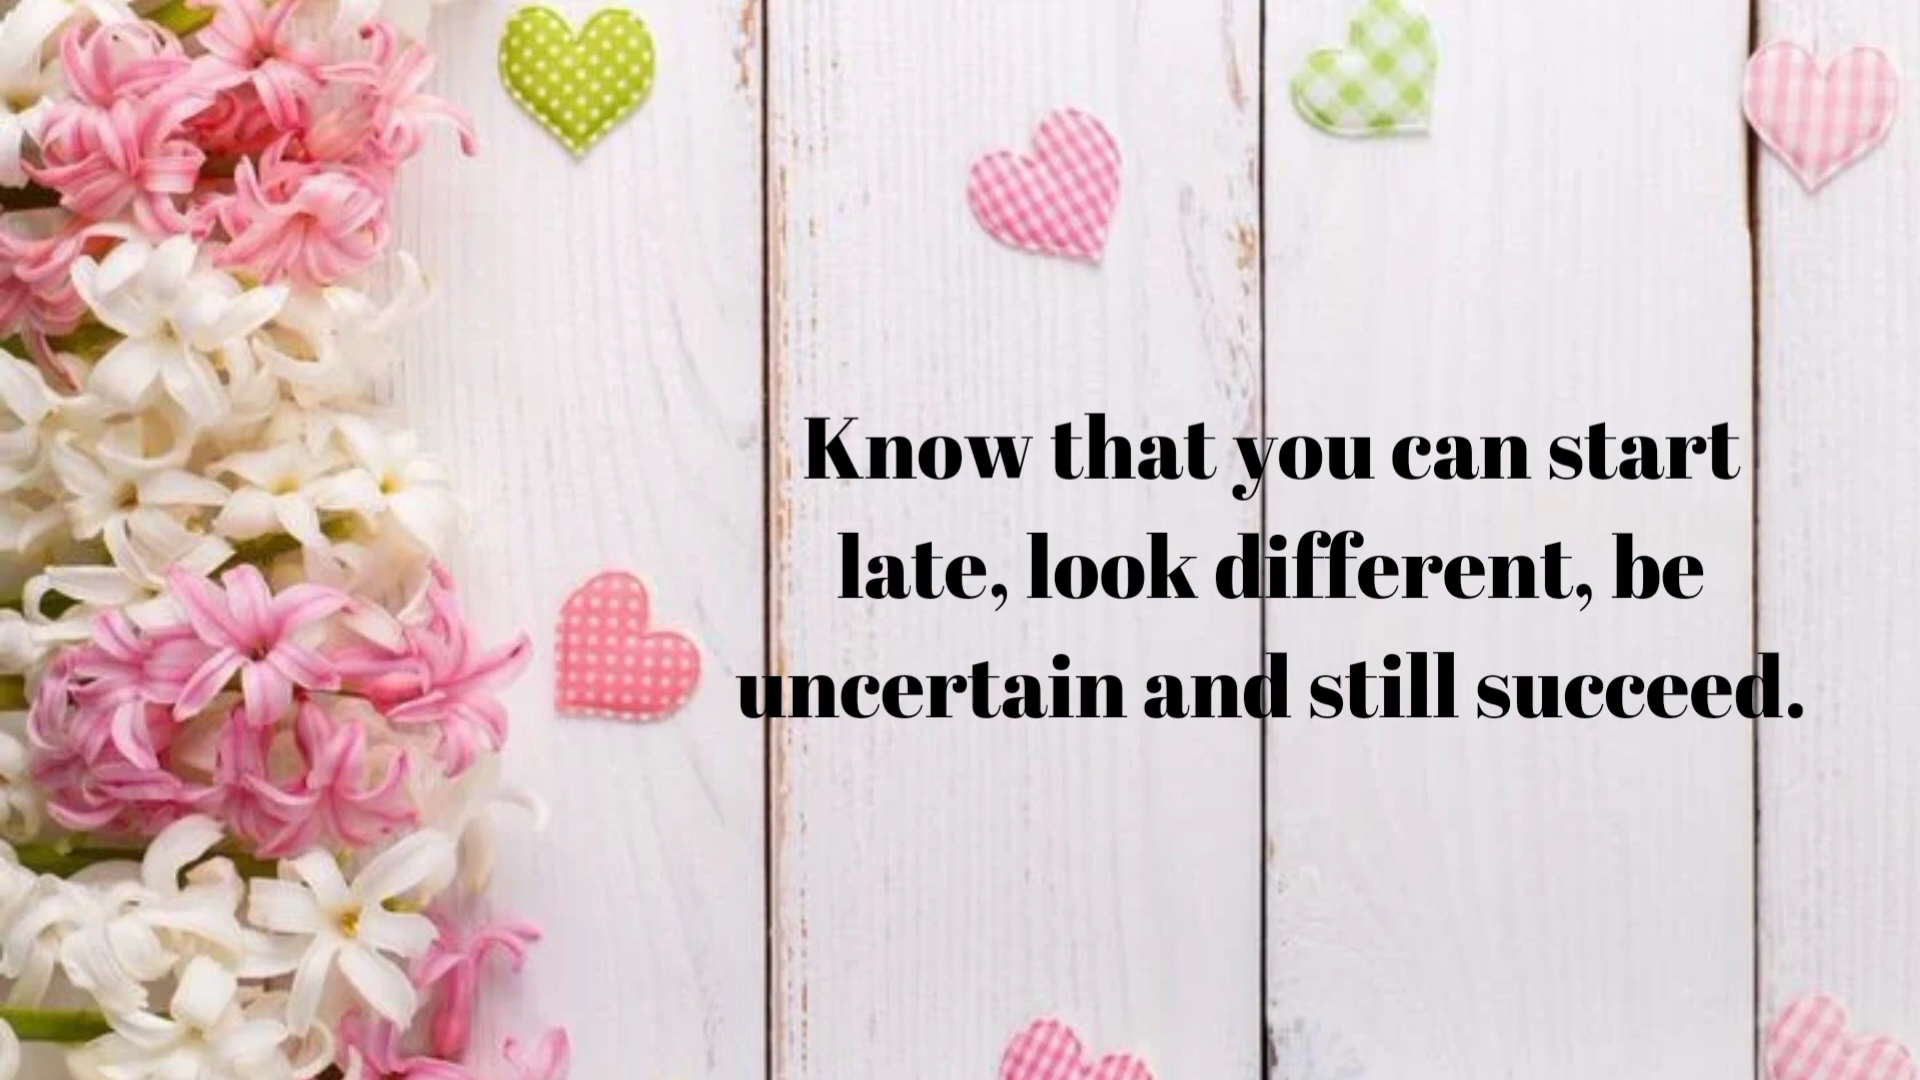 Know that you can start
late, look different, be
uncertain and still succeed.